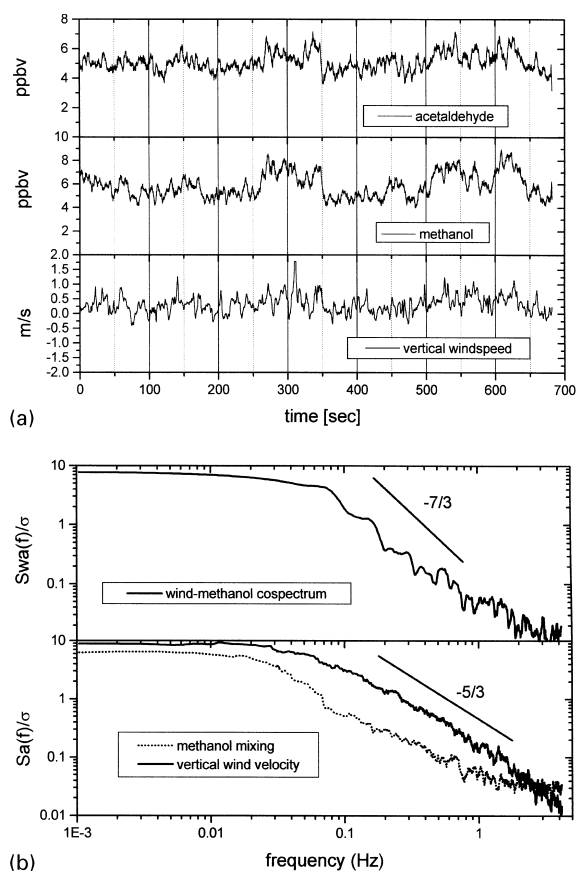 8
6
4
2
ppbv
acetaldehyde
10
8
6
4
ppbv
methanol
2.0
2.0
1.5
1.0
0.5
0.0
-0.5
-1.0
-1.5
-2.0
m/s
vertical windspeed
0 100 200 300 400 500 600 700
time [sec]
(a)
10
1
0.1
Swa(f)/σ
-7/3
wind-methanol cospectrum
10
1
0.1
0.01
Sa(f)/σ
-5/3
methanol mixing
vertical wind velocity
1E-3 0.01 0.1 1
frequency (Hz)
(b)